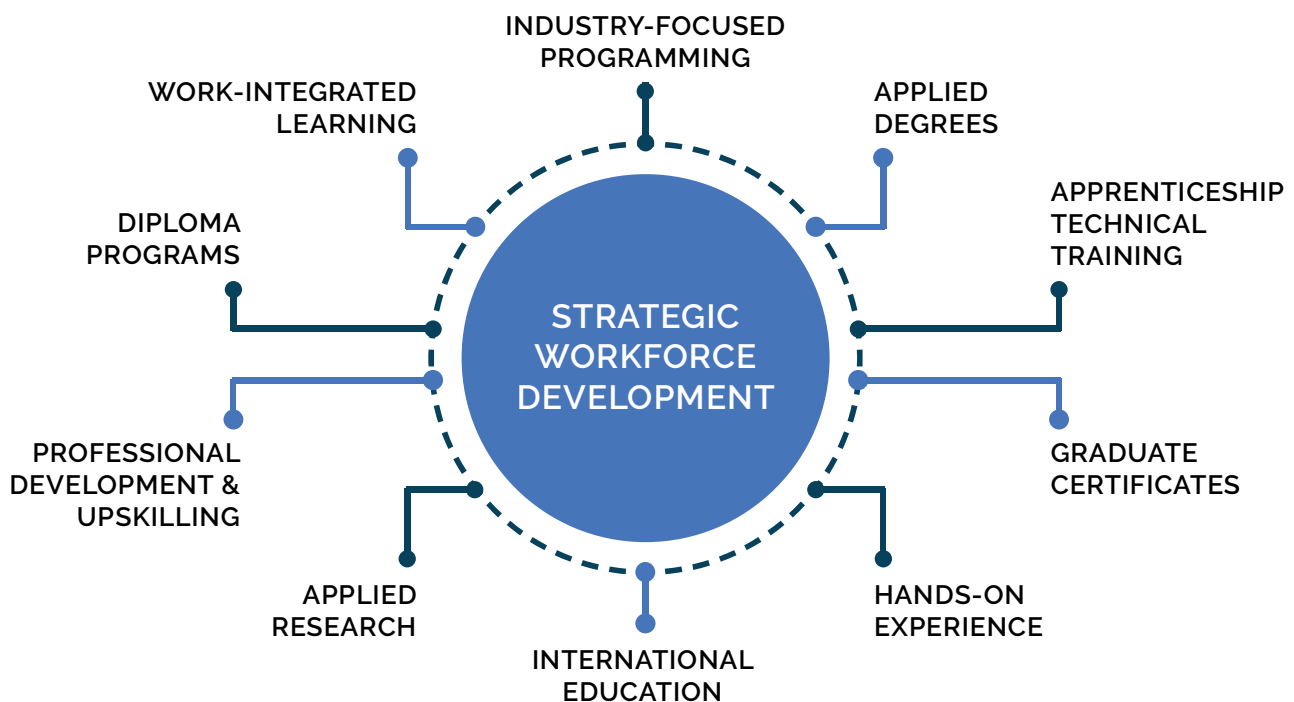 INDUSTRY-FOCUSED
PROGRAMMING
WORK-INTEGRATED
LEARNING
APPLIED
DEGREES
DIPLOMA
PROGRAMS
APPRENTICESHIP
TECHNICAL
TRAINING
STRATEGIC
WORKFORCE
DEVELOPMENT
PROFESSIONAL
DEVELOPMENT &
UPSKILLING
GRADUATE
CERTIFICATES
APPLIED
RESEARCH
HANDS-ON
EXPERIENCE
INTERNATIONAL
EDUCATION